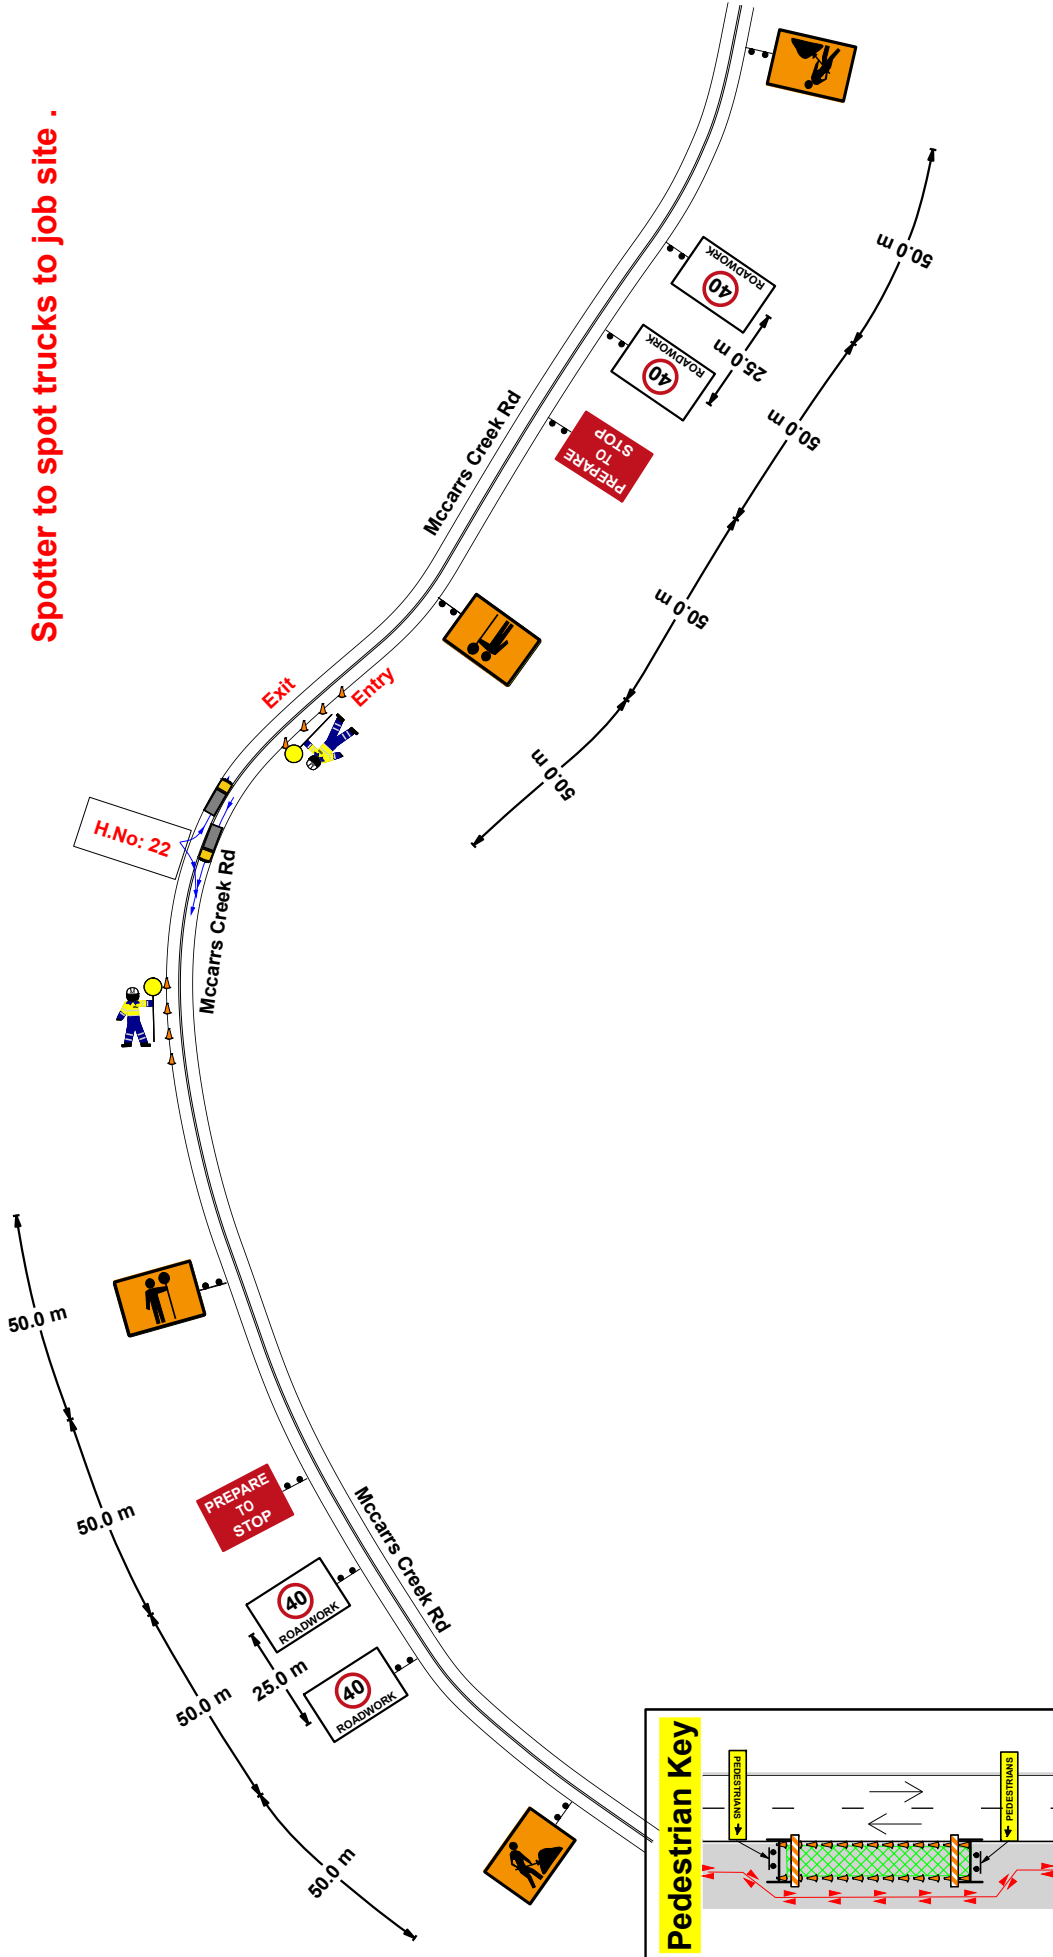 Spotter to spot trucks to job site .
50.0 m
ROADWORK
40
25.0 m
ROADWORK
40
50.0 m
PREPARE
TO
STOP
Mccarrs Creek Rd
50.0 m
Exit
Entry
50.0 m
H.No: 22
Mccarrs Creek Rd
50.0 m
50.0 m
PREPARE
TO
STOP
Mccarrs Creek Rd
40
ROADWORK
25.0 m
40
ROADWORK
50.0 m
50.0 m
Pedestrian Key
PEDESTRIANS
PEDESTRIANS